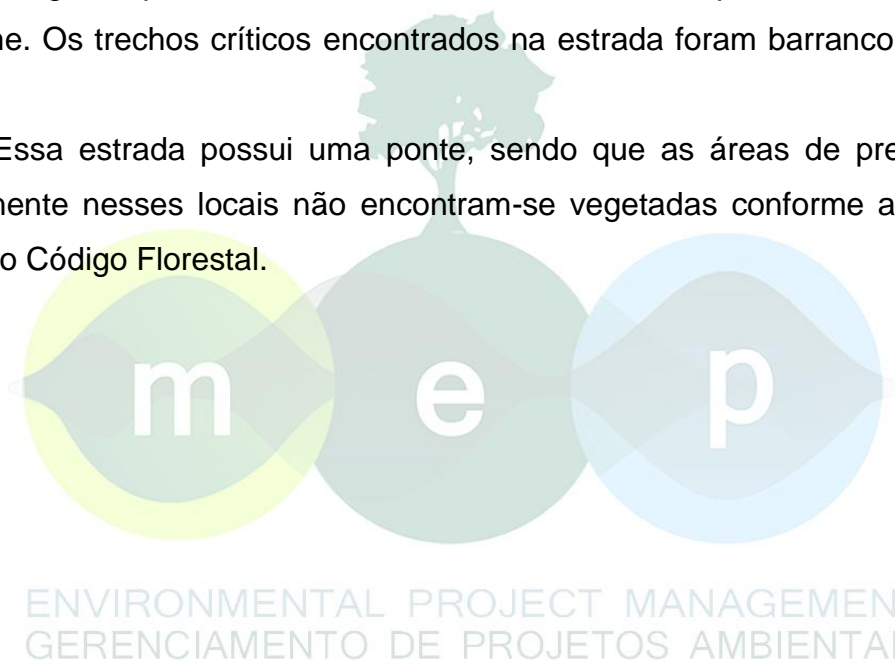 ne. Os trechos críticos encontrados na estrada foram barranco
Essa estrada possui uma ponte, sendo que as áreas de pre
nente nesses locais não encontram-se vegetadas conforme a
o Código Florestal.
m e p
ENVIRONMENTAL PROJECT MANAGEMEN
GERENCIAMENTO DE PROJETOS AMBIENTA